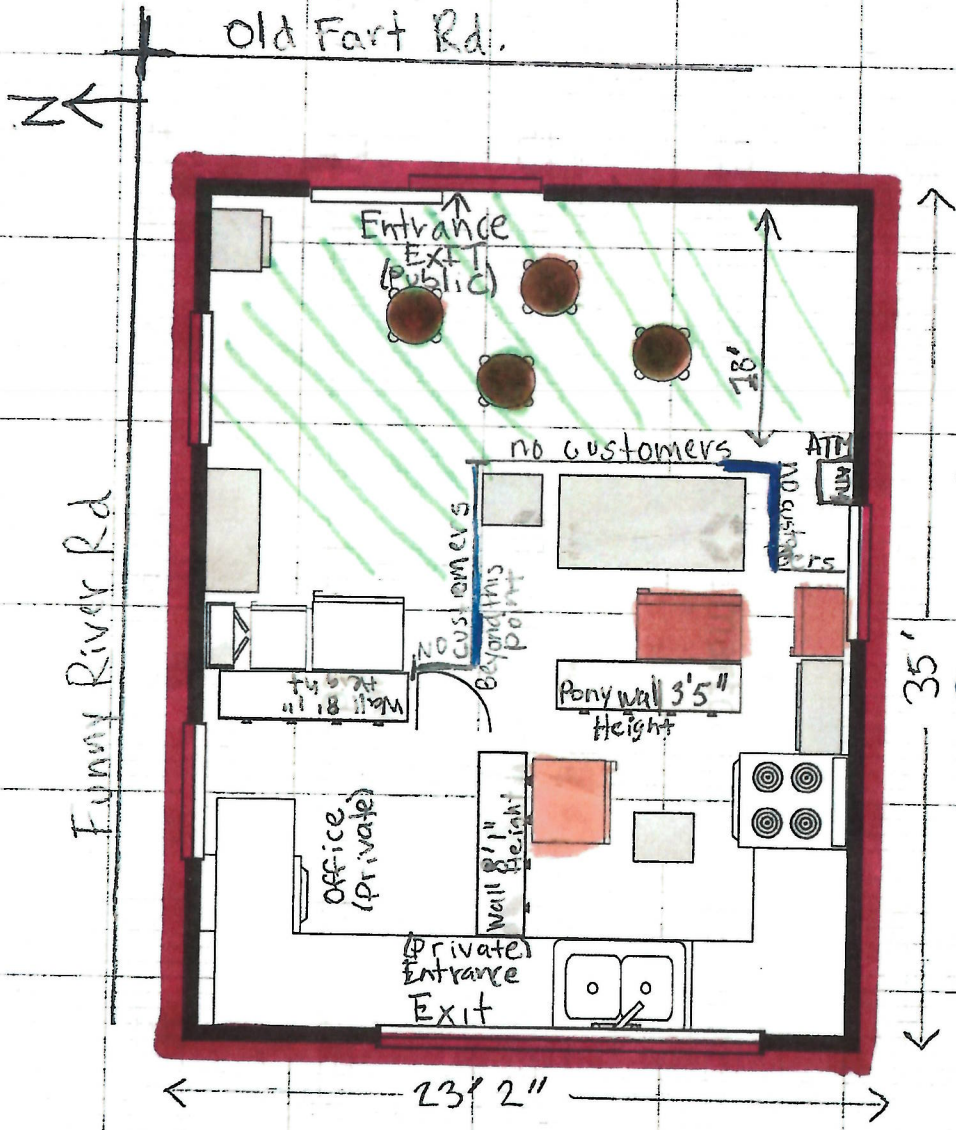 Old Fart Rd.
N
Entrance
EXIT
(Public)
18'
no customers
ATM
ATM
No customers
NO customers
Beyond this
point
Wall 8'1"
Height
Pony wall 3'5"
Height
Funny River Rd
35'
Office
(Private)
Wall 8'1"
Height
(Private)
Entrance
Exit
23' 2"